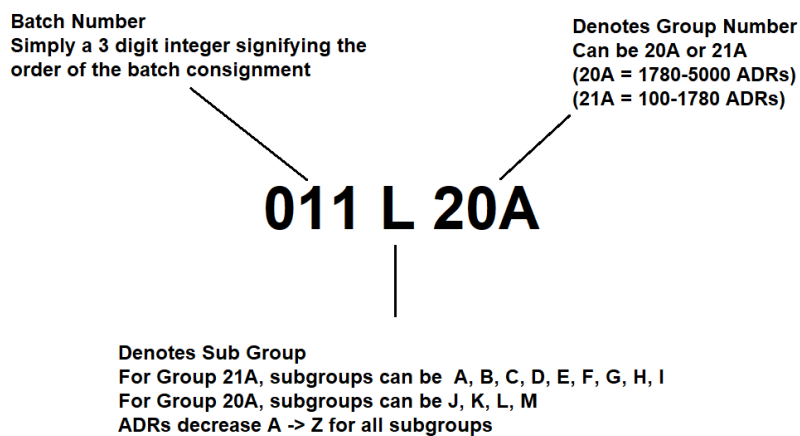 Batch Number
Simply a 3 digit integer signifying the
order of the batch consignment
Denotes Group Number
Can be 20A or 21A
(20A = 1780-5000 ADRs)
(21A = 100-1780 ADRs)
011 L 20A
Denotes Sub Group
For Group 21A, subgroups can be  A, B, C, D, E, F, G, H, I
For Group 20A, subgroups can be J, K, L, M
ADRs decrease A -> Z for all subgroups